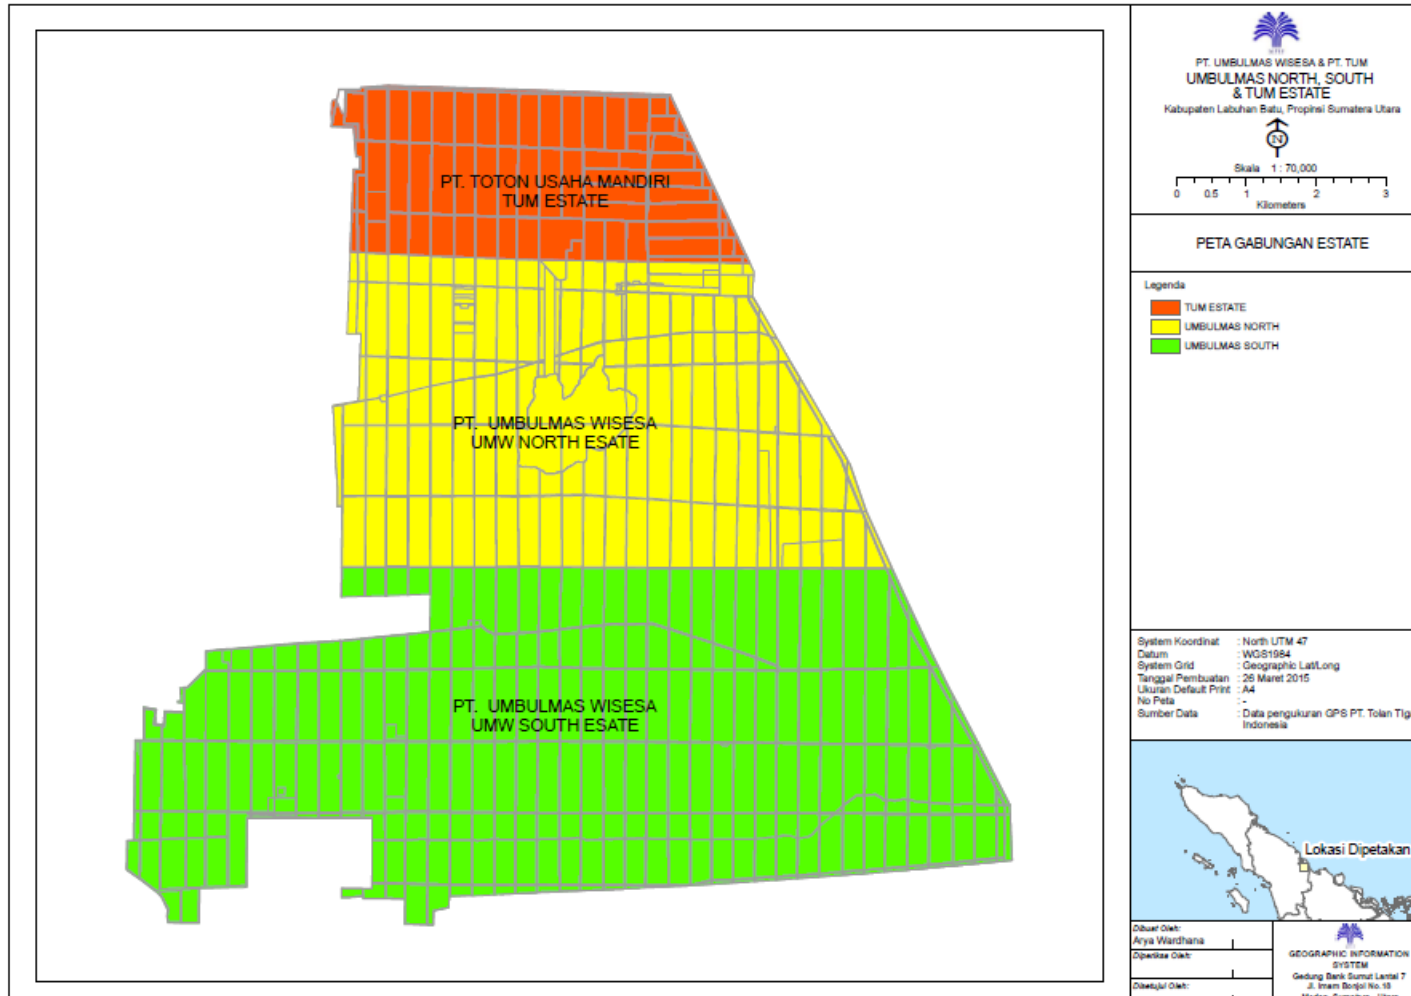 PT. TOTON USAHA MANDIRI
TUM ESTATE
PT. UMBULMAS WISESA
UMW NORTH ESATE
PT. UMBULMAS WISESA
UMW SOUTH ESATE
PT. UMBULMAS WISESA & PT. TUM
UMBULMAS NORTH, SOUTH
& TUM ESTATE
Kabupaten Labuhan Batu, Propinsi Sumatera Utara
N
Skala 1 : 70,000
0 0.5 1 2 3
Kilometers
PETA GABUNGAN ESTATE
Legenda
TUM ESTATE
UMBULMAS NORTH
UMBULMAS SOUTH
System Koordinat : North UTM 47
Datum : WGS1984
System Grid : Geographic Lat/Long
Tanggal Pembuatan : 26 Maret 2015
Ukuran Default Print : A4
No Peta : -
Sumber Data : Data pengukuran GPS PT. Tolan Tiga
Indonesia
Lokasi Dipetakan
Dibuat Oleh:
Arya Wardhana
Diperiksa Oleh:
Disetujui Oleh:
GEOGRAPHIC INFORMATION
SYSTEM
Gedung Bank Sumut Lantai 7
Jl. Imam Bonjol No.18